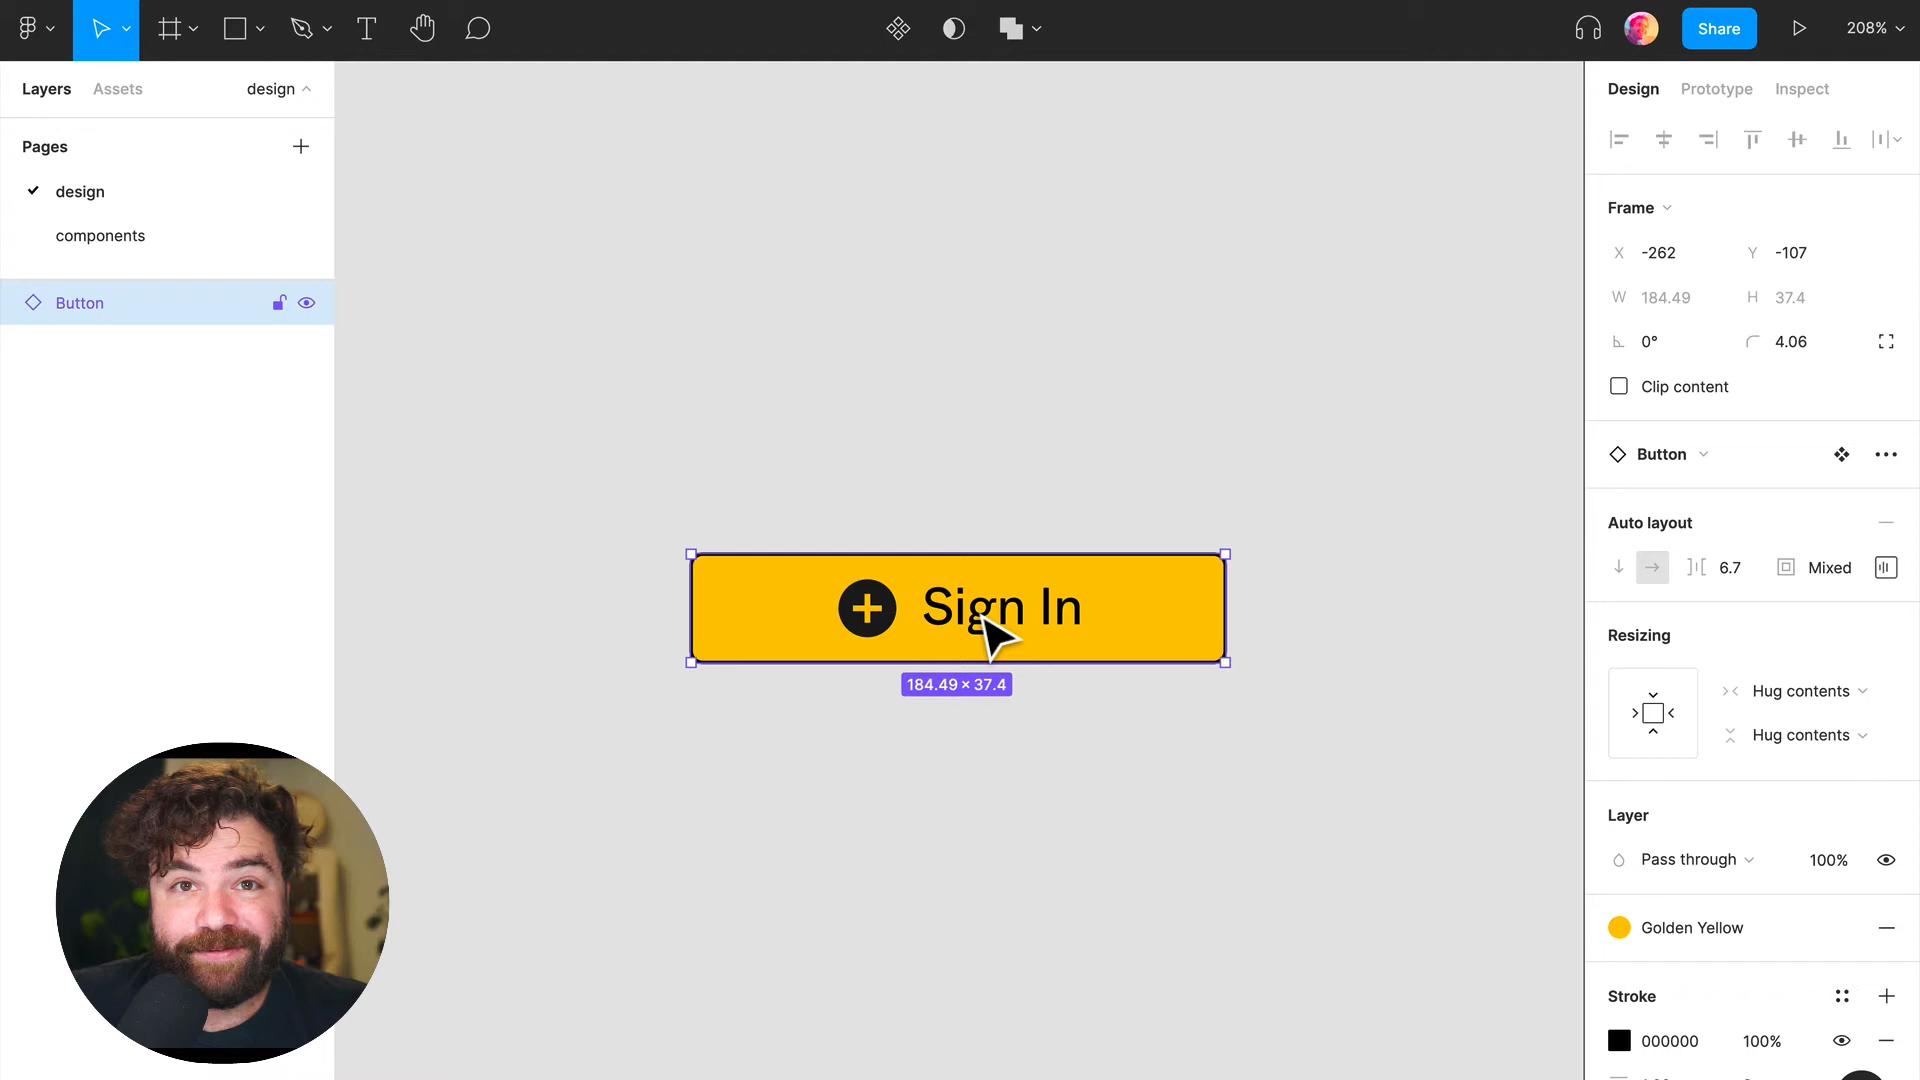 Share
208%
Layers
Assets
design
Pages
design
components
Button
Sign In
184.49 × 37.4
Design
Prototype
Inspect
Frame
X -262
Y -107
W 184.49
H 37.4
0°
4.06
Clip content
Button
Auto layout
6.7
Mixed
Resizing
Hug contents
Hug contents
Layer
Pass through
100%
Golden Yellow
Stroke
000000
100%